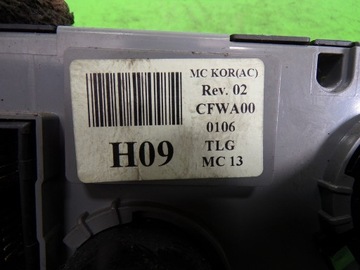 MC KOR(AC)
Rev. 02
CFWA00
0106
H09
TLG
MC 13